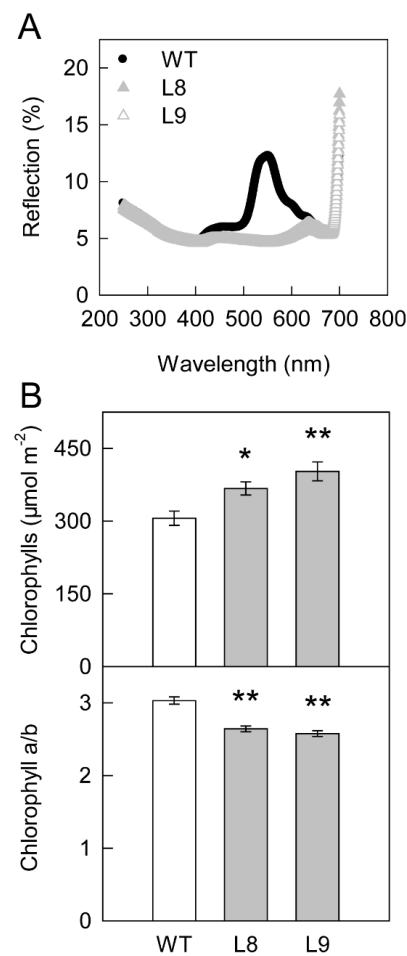 A
WT
L8
L9
20
15
10
5
0
Reflection (%)
200 300 400 500 600 700 800
Wavelength (nm)
B
450
300
150
0
Chlorophylls (µmol m⁻²)
* **
3
2
1
0
Chlorophyll a/b
** **
WT L8 L9